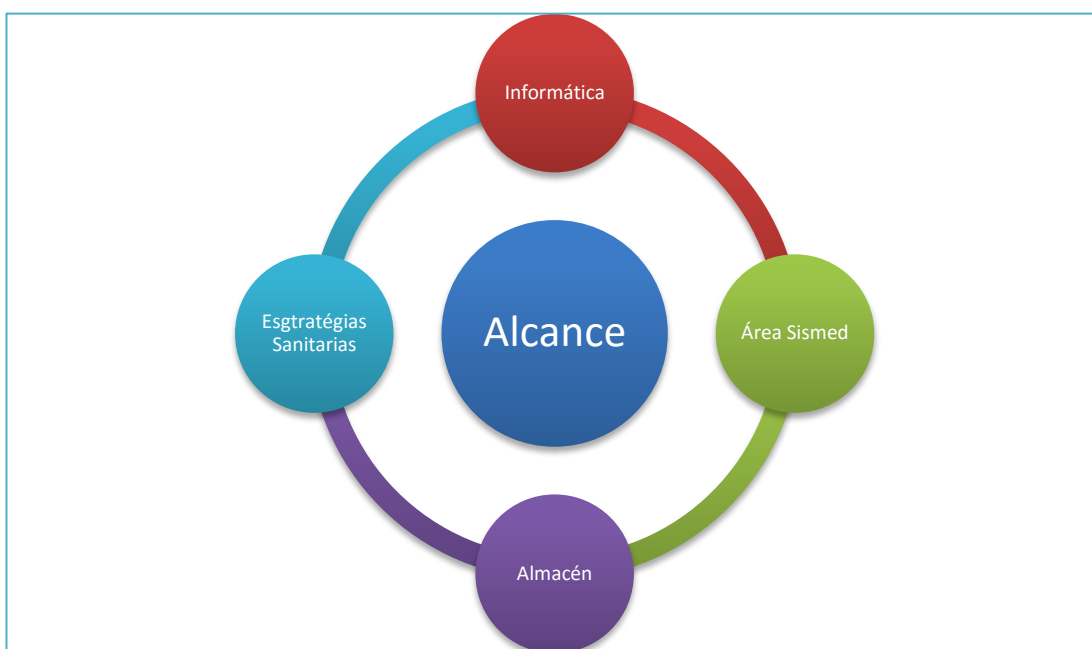 Informática
Esgtratégias
Sanitarias
Alcance
Área Sismed
Almacén